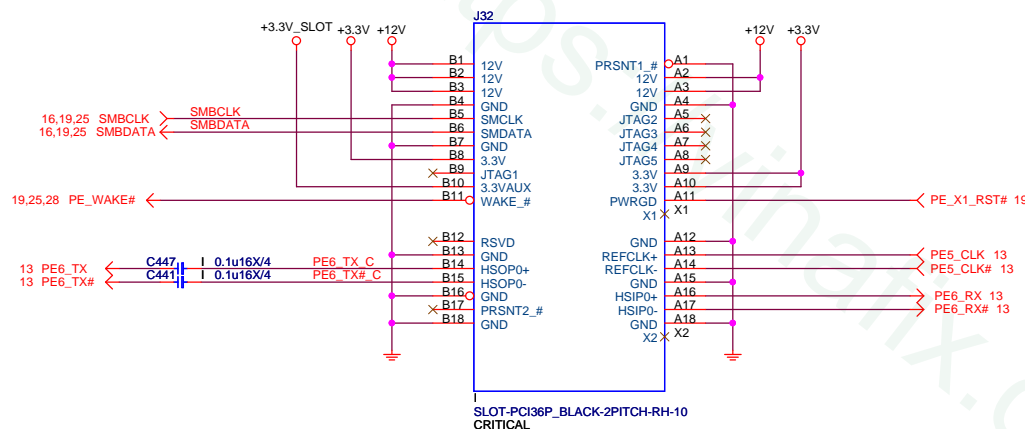 J32
+3.3V_SLOT +3.3V +12V +12V +3.3V
B1 12V PRSNT1_# A1
B2 12V 12V A2
B3 12V 12V A3
B4 GND GND A4
16,19,25 SMBCLK SMBCLK B5 SMCLK JTAG2 A5
16,19,25 SMBDATA SMBDATA B6 SMDATA JTAG3 A6
B7 GND JTAG4 A7
B8 3.3V JTAG5 A8
B9 JTAG1 3.3V A9
B10 3.3VAUX 3.3V A10
19,25,28 PE_WAKE# B11 WAKE_# PWRGD A11 PE_X1_RST# 19
X1 X1
B12 RSVD GND A12
B13 GND REFCLK+ A13 PE5_CLK 13
13 PE6_TX C447 I 0.1u16X/4 PE6_TX_C B14 HSOP0+ REFCLK- A14 PE5_CLK# 13
13 PE6_TX# C441 I 0.1u16X/4 PE6_TX#_C B15 HSOP0- GND A15
B16 GND HSIP0+ A16 PE6_RX 13
B17 PRSNT2_# HSIP0- A17 PE6_RX# 13
B18 GND GND A18
X2 X2
I
SLOT-PCI36P_BLACK-2PITCH-RH-10
CRITICAL